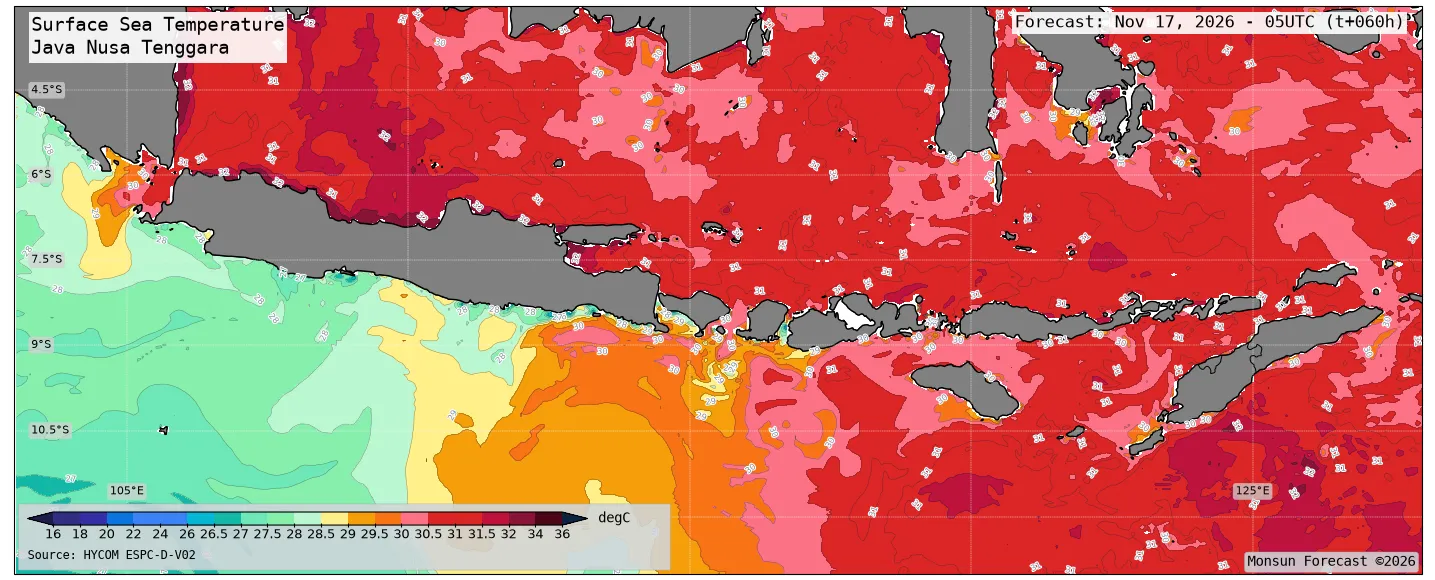 Surface Sea Temperature
Java Nusa Tenggara
Forecast: Nov 17, 2026 - 05UTC (t+060h)
4.5°S
6°S
7.5°S
9°S
10.5°S
105°E
125°E
16 18 20 22 24 26 26.5 27 27.5 28 28.5 29 29.5 30 30.5 31 31.5 32 34 36
degC
Source: HYCOM ESPC-D-V02
Monsun Forecast ©2026